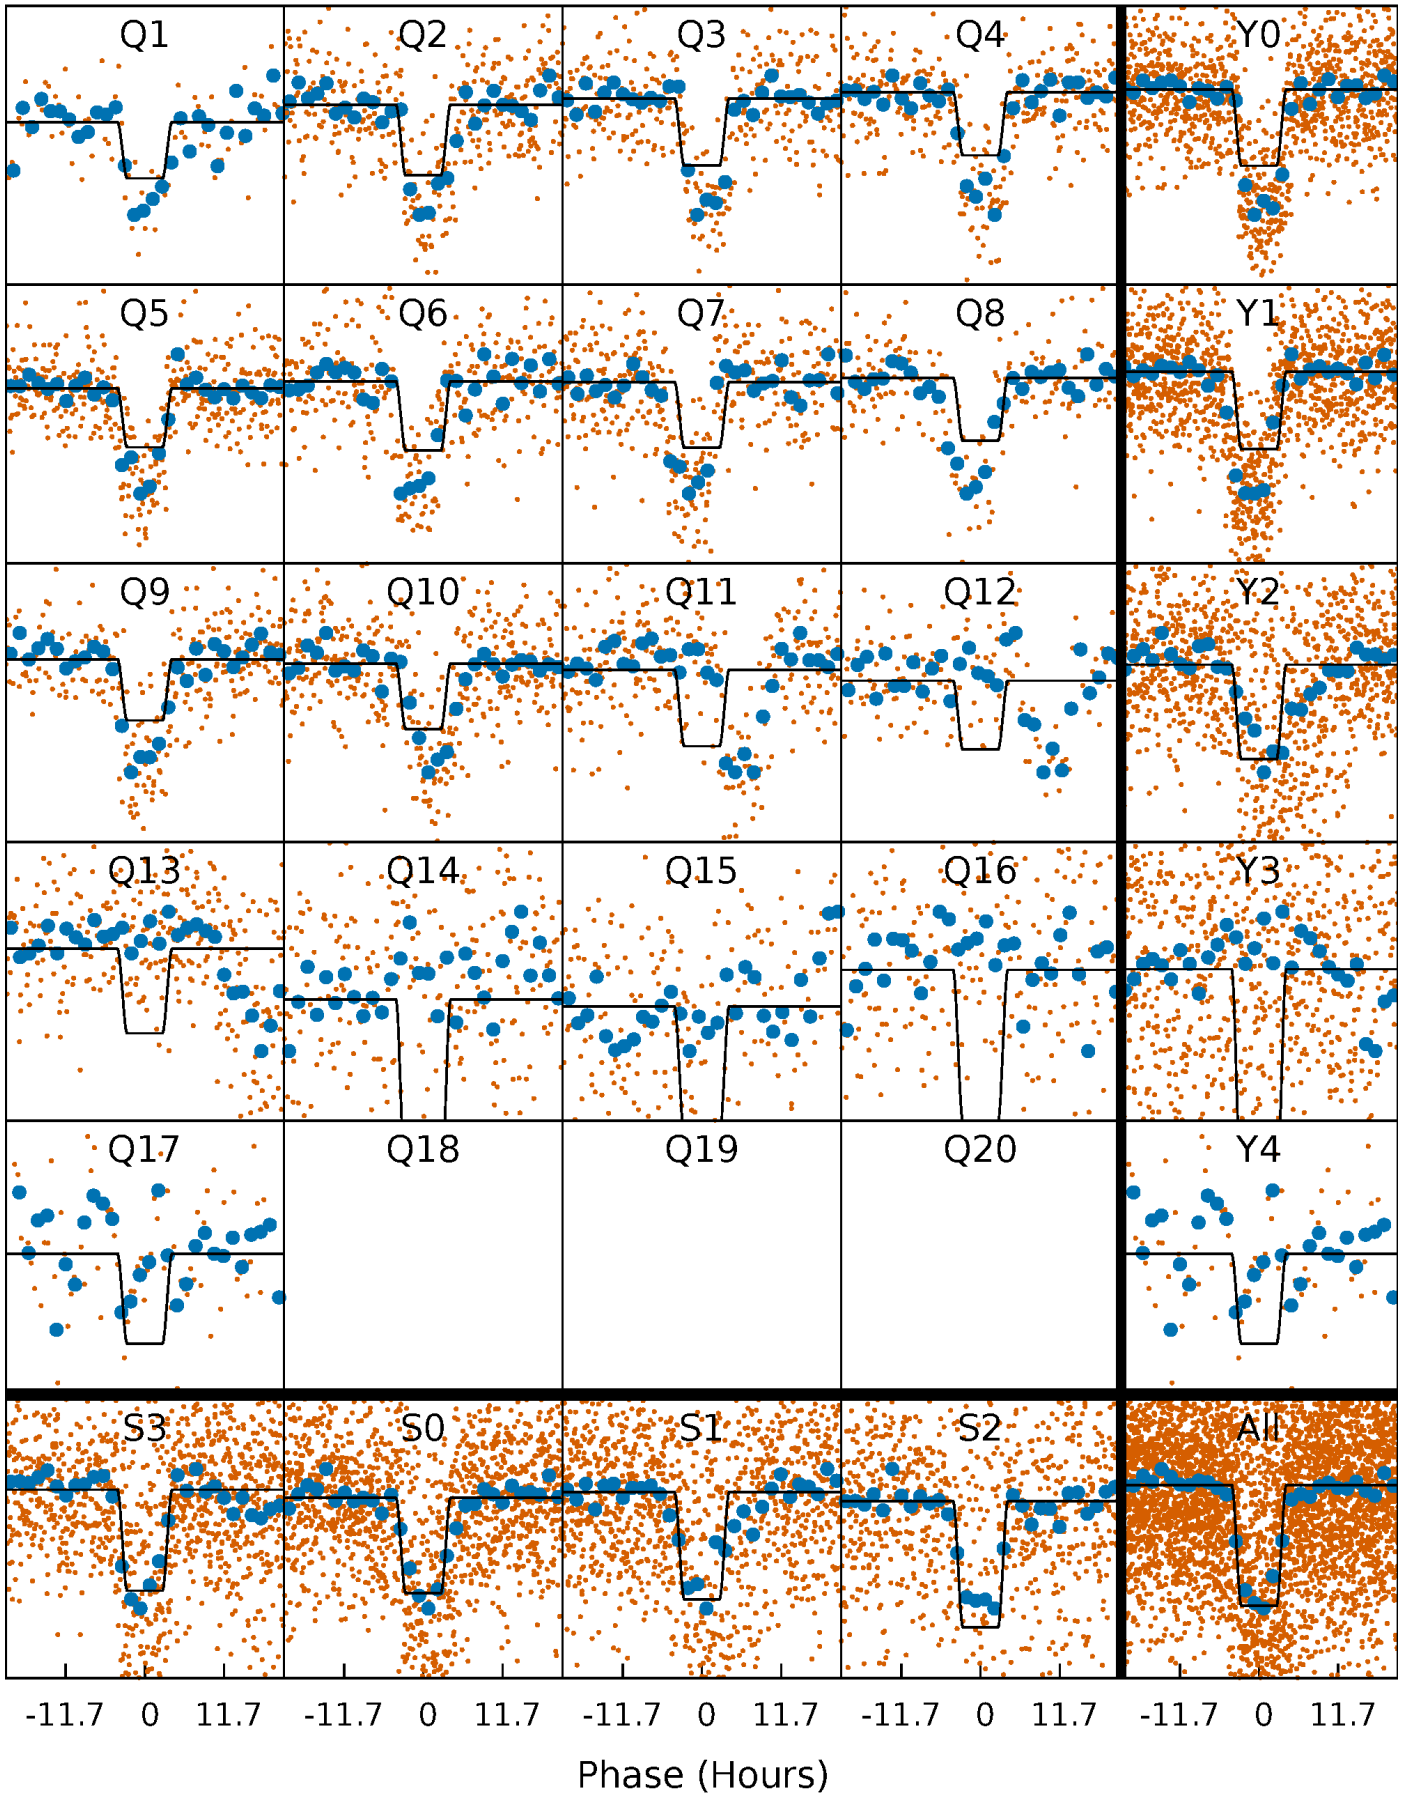 Q1 Q2 Q3 Q4 Y0
Q5 Q6 Q7 Q8 Y1
Q9 Q10 Q11 Q12 Y2
Q13 Q14 Q15 Q16 Y3
Q17 Q18 Q19 Q20 Y4
S3 S0 S1 S2 All
-11.7 0 11.7 -11.7 0 11.7 -11.7 0 11.7 -11.7 0 11.7 -11.7 0 11.7
Phase (Hours)